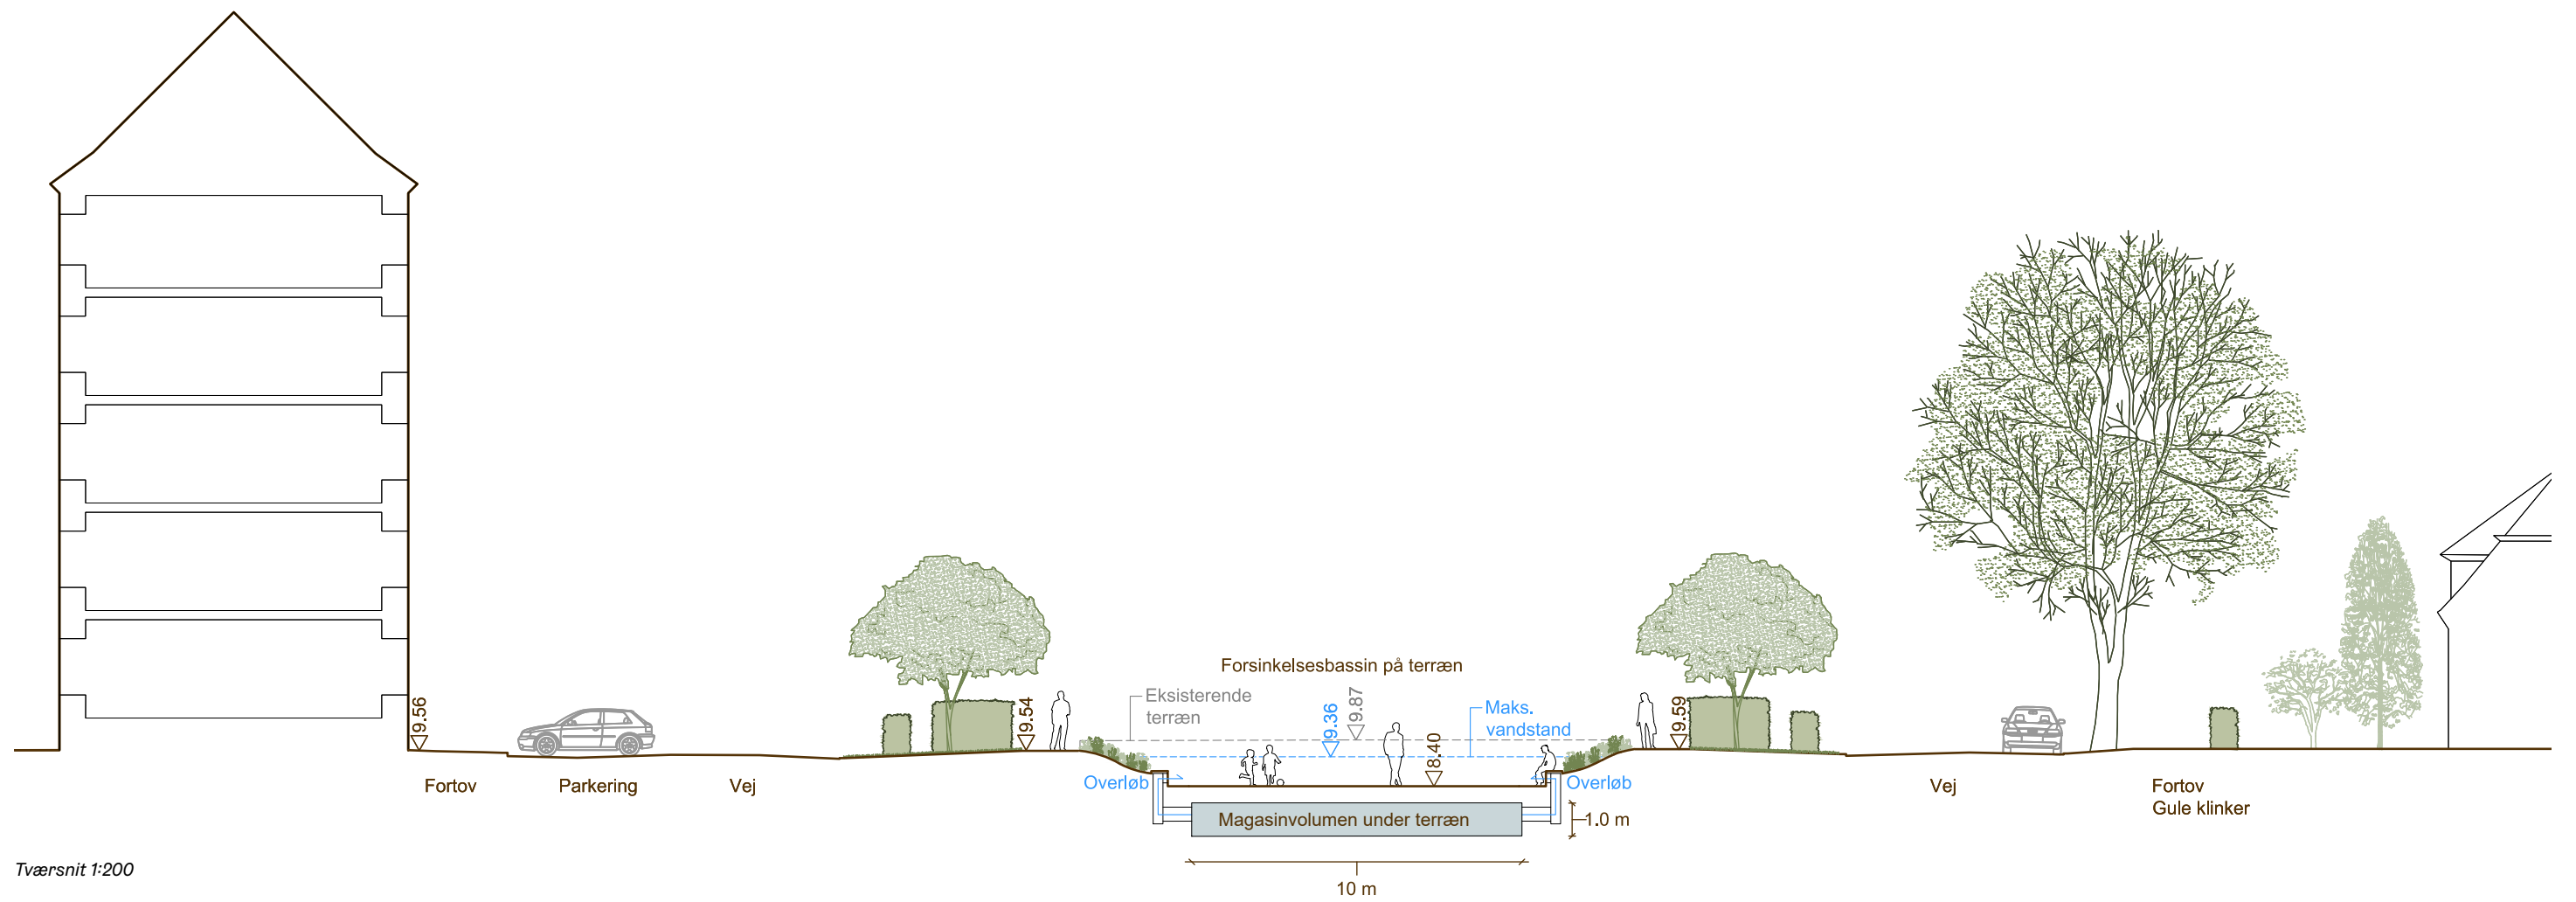 Forsinkelsesbassin på terræn
Eksisterende
terræn
9.36
9.87
Maks.
vandstand
9.56
9.54
8.40
9.59
Fortov
Parkering
Vej
Overløb
Overløb
Vej
Fortov
Gule klinker
Magasinvolumen under terræn
1.0 m
10 m
Tværsnit 1:200